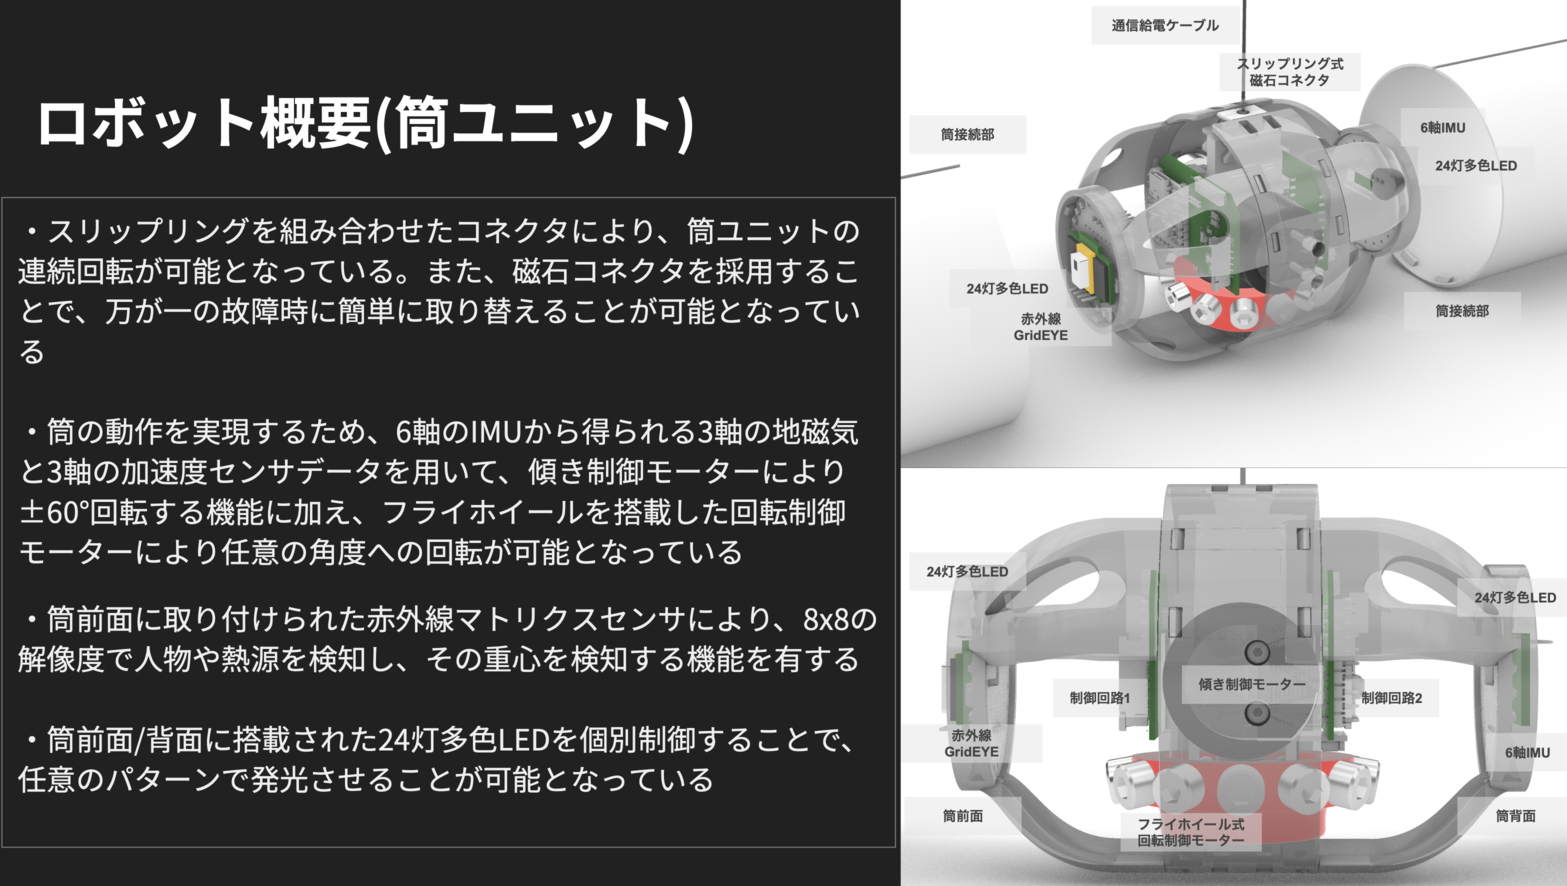 ロボット概要(筒ユニット)
・スリップリングを組み合わせたコネクタにより、筒ユニットの
連続回転が可能となっている。また、磁石コネクタを採用するこ
とで、万が一の故障時に簡単に取り替えることが可能となってい
る
・筒の動作を実現するため、6軸のIMUから得られる3軸の地磁気
と3軸の加速度センサデータを用いて、傾き制御モーターにより
±60°回転する機能に加え、フライホイールを搭載した回転制御
モーターにより任意の角度への回転が可能となっている
・筒前面に取り付けられた赤外線マトリクスセンサにより、8x8の
解像度で人物や熱源を検知し、その重心を検知する機能を有する
・筒前面/背面に搭載された24灯多色LEDを個別制御することで、
任意のパターンで発光させることが可能となっている
通信給電ケーブル
スリップリング式
磁石コネクタ
筒接続部
6軸IMU
24灯多色LED
24灯多色LED
赤外線
GridEYE
筒接続部
24灯多色LED
24灯多色LED
制御回路1
傾き制御モーター
制御回路2
赤外線
GridEYE
6軸IMU
筒前面
フライホイール式
回転制御モーター
筒背面